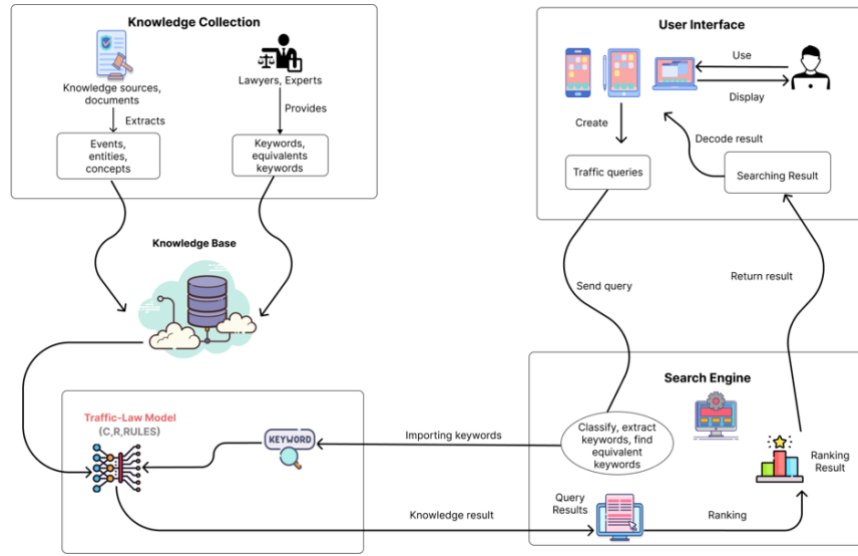 Knowledge Collection
Knowledge sources,
documents
Extracts
Events,
entities,
concepts
Lawyers, Experts
Provides
Keywords,
equivalents
keywords
User Interface
Use
Display
Create
Decode result
Traffic queries
Searching Result
Knowledge Base
Send query
Return result
Traffic-Law Model
(C,R,RULES)
KEYWORD
Importing keywords
Knowledge result
Search Engine
Classify, extract
keywords, find
equivalent
keywords
Ranking
Result
Query
Results
Ranking